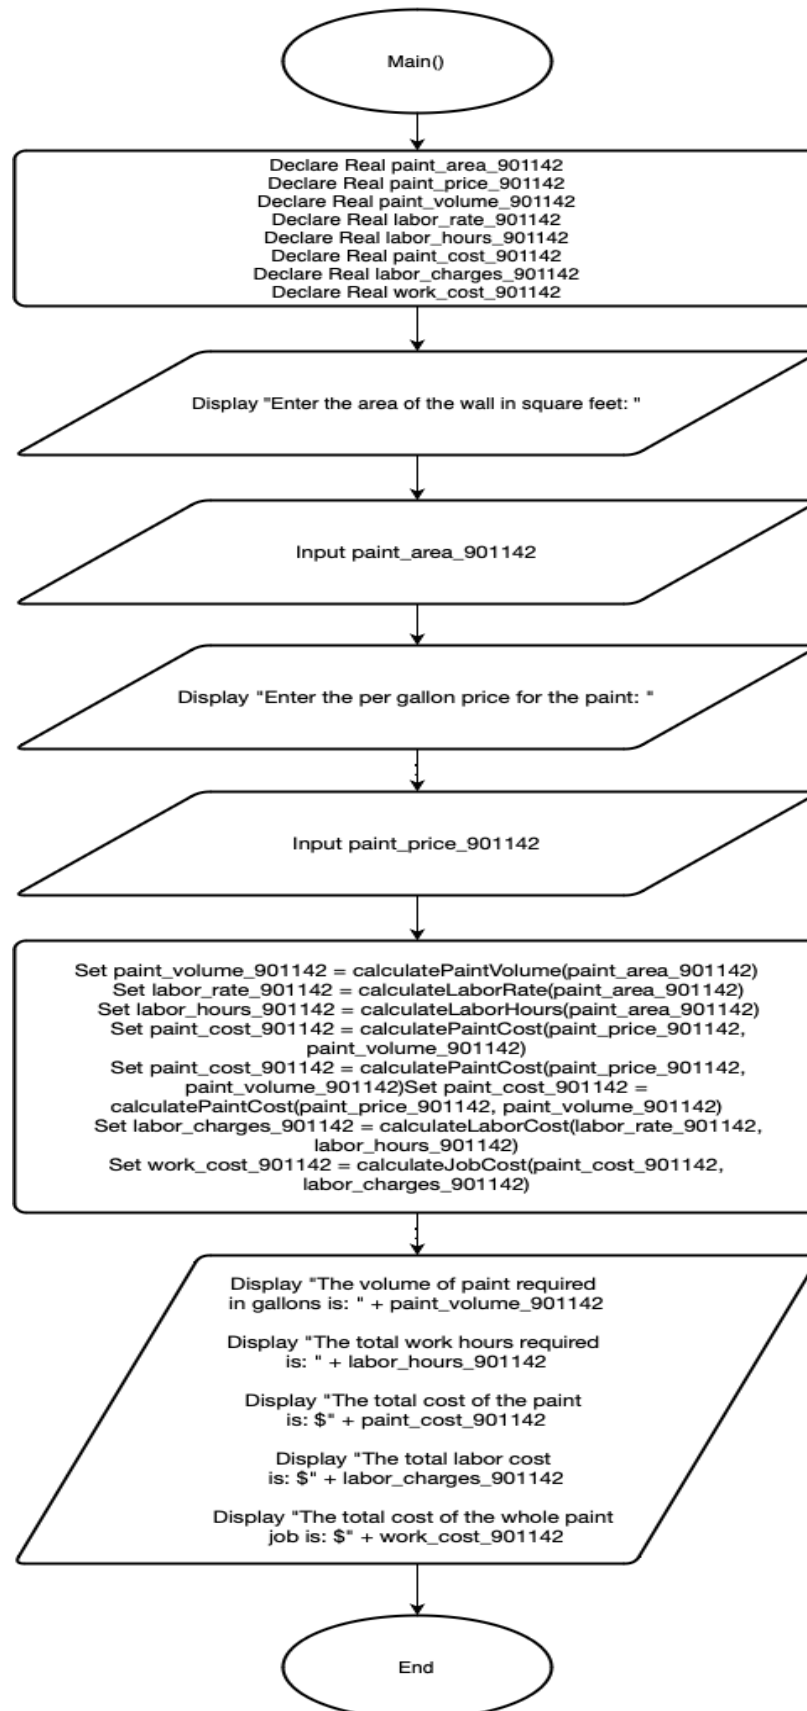 Main()
Declare Real paint_area_901142
Declare Real paint_price_901142
Declare Real paint_volume_901142
Declare Real labor_rate_901142
Declare Real labor_hours_901142
Declare Real paint_cost_901142
Declare Real labor_charges_901142
Declare Real work_cost_901142
Display "Enter the area of the wall in square feet: "
Input paint_area_901142
Display "Enter the per gallon price for the paint: "
Input paint_price_901142
Set paint_volume_901142 = calculatePaintVolume(paint_area_901142)
Set labor_rate_901142 = calculateLaborRate(paint_area_901142)
Set labor_hours_901142 = calculateLaborHours(paint_area_901142)
Set paint_cost_901142 = calculatePaintCost(paint_price_901142,
paint_volume_901142)
Set paint_cost_901142 = calculatePaintCost(paint_price_901142,
paint_volume_901142)Set paint_cost_901142 =
calculatePaintCost(paint_price_901142, paint_volume_901142)
Set labor_charges_901142 = calculateLaborCost(labor_rate_901142,
labor_hours_901142)
Set work_cost_901142 = calculateJobCost(paint_cost_901142,
labor_charges_901142)
Display "The volume of paint required
in gallons is: " + paint_volume_901142
Display "The total work hours required
is: " + labor_hours_901142
Display "The total cost of the paint
is: $" + paint_cost_901142
Display "The total labor cost
is: $" + labor_charges_901142
Display "The total cost of the whole paint
job is: $" + work_cost_901142
End